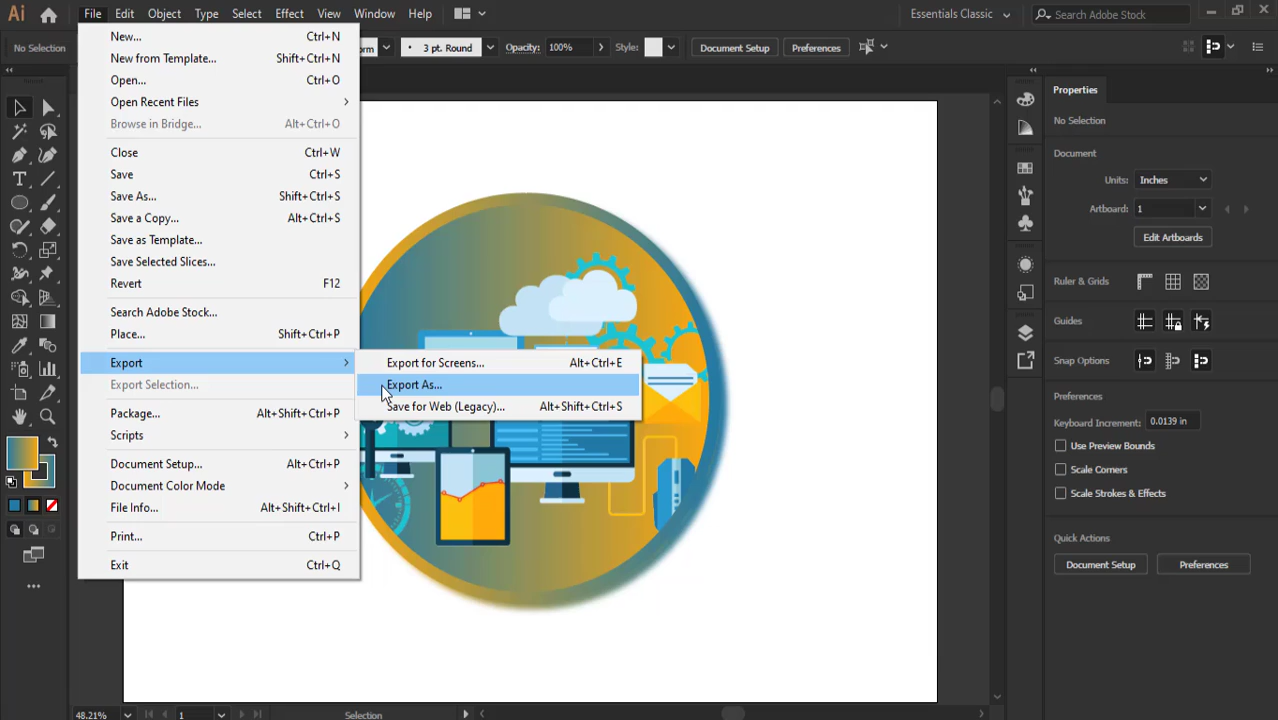 Ai File Edit Object Type Select Effect View Window Help Essentials Classic Search Adobe Stock
No Selection 3 pt. Round Opacity: 100% Style: Document Setup Preferences
New... Ctrl+N
New from Template... Shift+Ctrl+N
Open... Ctrl+O
Open Recent Files
Browse in Bridge... Alt+Ctrl+O
Close Ctrl+W
Save Ctrl+S
Save As... Shift+Ctrl+S
Save a Copy... Alt+Ctrl+S
Save as Template...
Save Selected Slices...
Revert F12
Search Adobe Stock...
Place... Shift+Ctrl+P
Export
Export Selection...
Package... Alt+Shift+Ctrl+P
Scripts
Document Setup... Alt+Ctrl+P
Document Color Mode
File Info... Alt+Shift+Ctrl+I
Print... Ctrl+P
Exit Ctrl+Q
Export for Screens... Alt+Ctrl+E
Export As...
Save for Web (Legacy)... Alt+Shift+Ctrl+S
Properties
No Selection
Document
Units: Inches
Artboard: 1
Edit Artboards
Ruler & Grids
Guides
Snap Options
Preferences
Keyboard Increment: 0.0139 in
Use Preview Bounds
Scale Corners
Scale Strokes & Effects
Quick Actions
Document Setup Preferences
48.21% 1 Selection